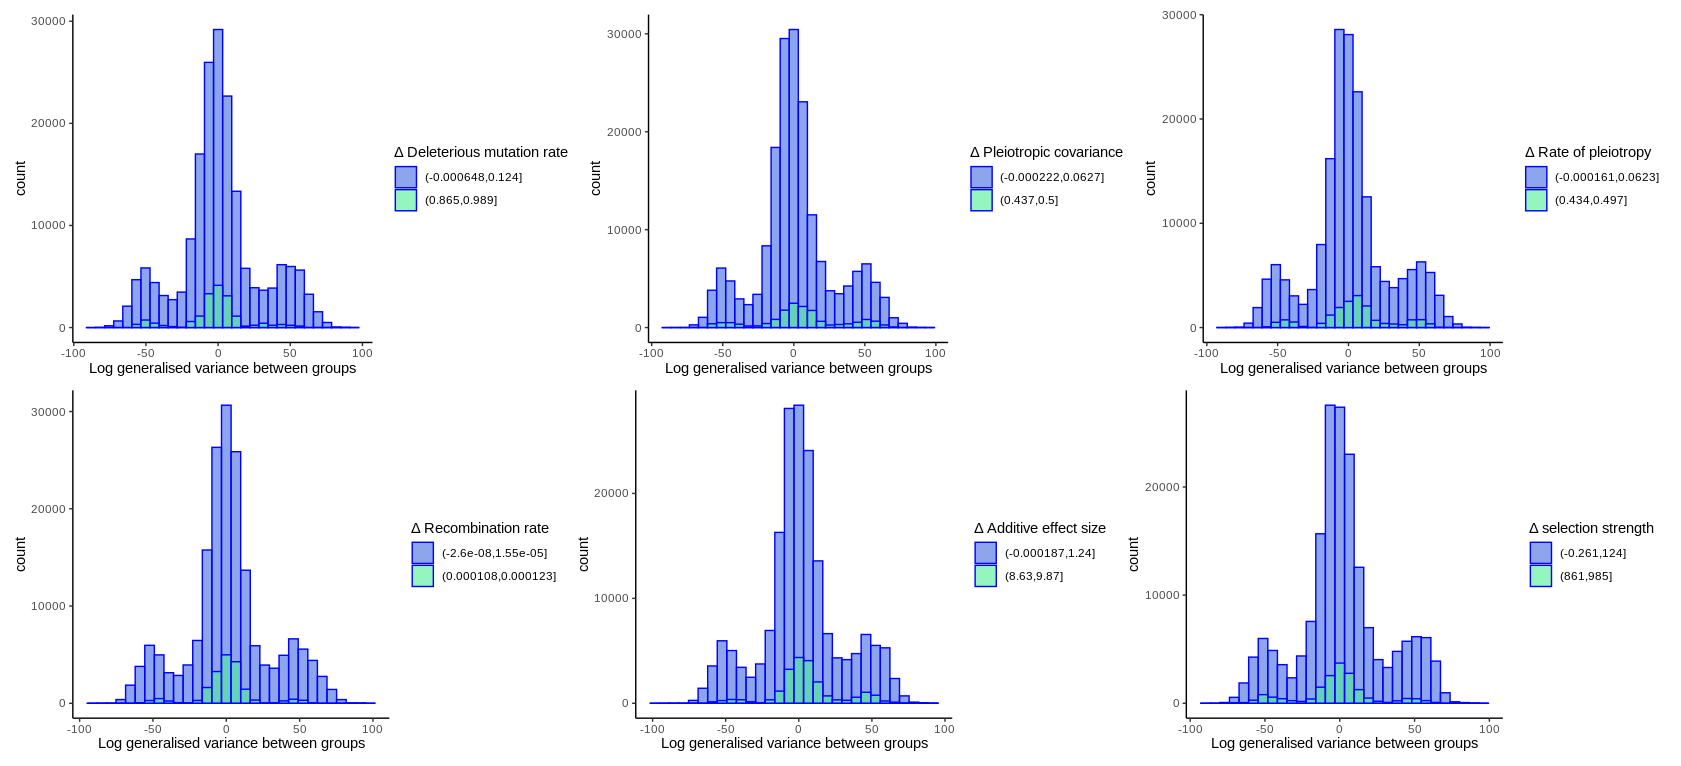 30000
20000
10000
0
count
-100 -50 0 50 100
Log generalised variance between groups
Δ Deleterious mutation rate
(-0.000648,0.124]
(0.865,0.989]
30000
20000
10000
0
count
-100 -50 0 50 100
Log generalised variance between groups
Δ Pleiotropic covariance
(-0.000222,0.0627]
(0.437,0.5]
30000
20000
10000
0
count
-100 -50 0 50 100
Log generalised variance between groups
Δ Rate of pleiotropy
(-0.000161,0.0623]
(0.434,0.497]
30000
20000
10000
0
count
-100 -50 0 50 100
Log generalised variance between groups
Δ Recombination rate
(-2.6e-08,1.55e-05]
(0.000108,0.000123]
20000
10000
0
count
-100 -50 0 50 100
Log generalised variance between groups
Δ Additive effect size
(-0.000187,1.24]
(8.63,9.87]
20000
10000
0
count
-100 -50 0 50 100
Log generalised variance between groups
Δ selection strength
(-0.261,124]
(861,985]